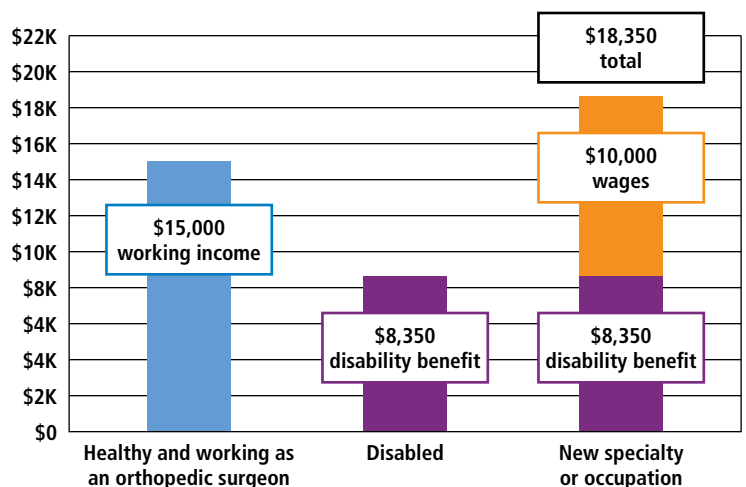 $22K
$20K
$18K
$16K
$14K
$12K
$10K
$8K
$4K
$4K
$2K
$0
$15,000
working income
$8,350
disability benefit
$18,350
total
$10,000
wages
$8,350
disability benefit
Healthy and working as
an orthopedic surgeon
Disabled
New specialty
or occupation